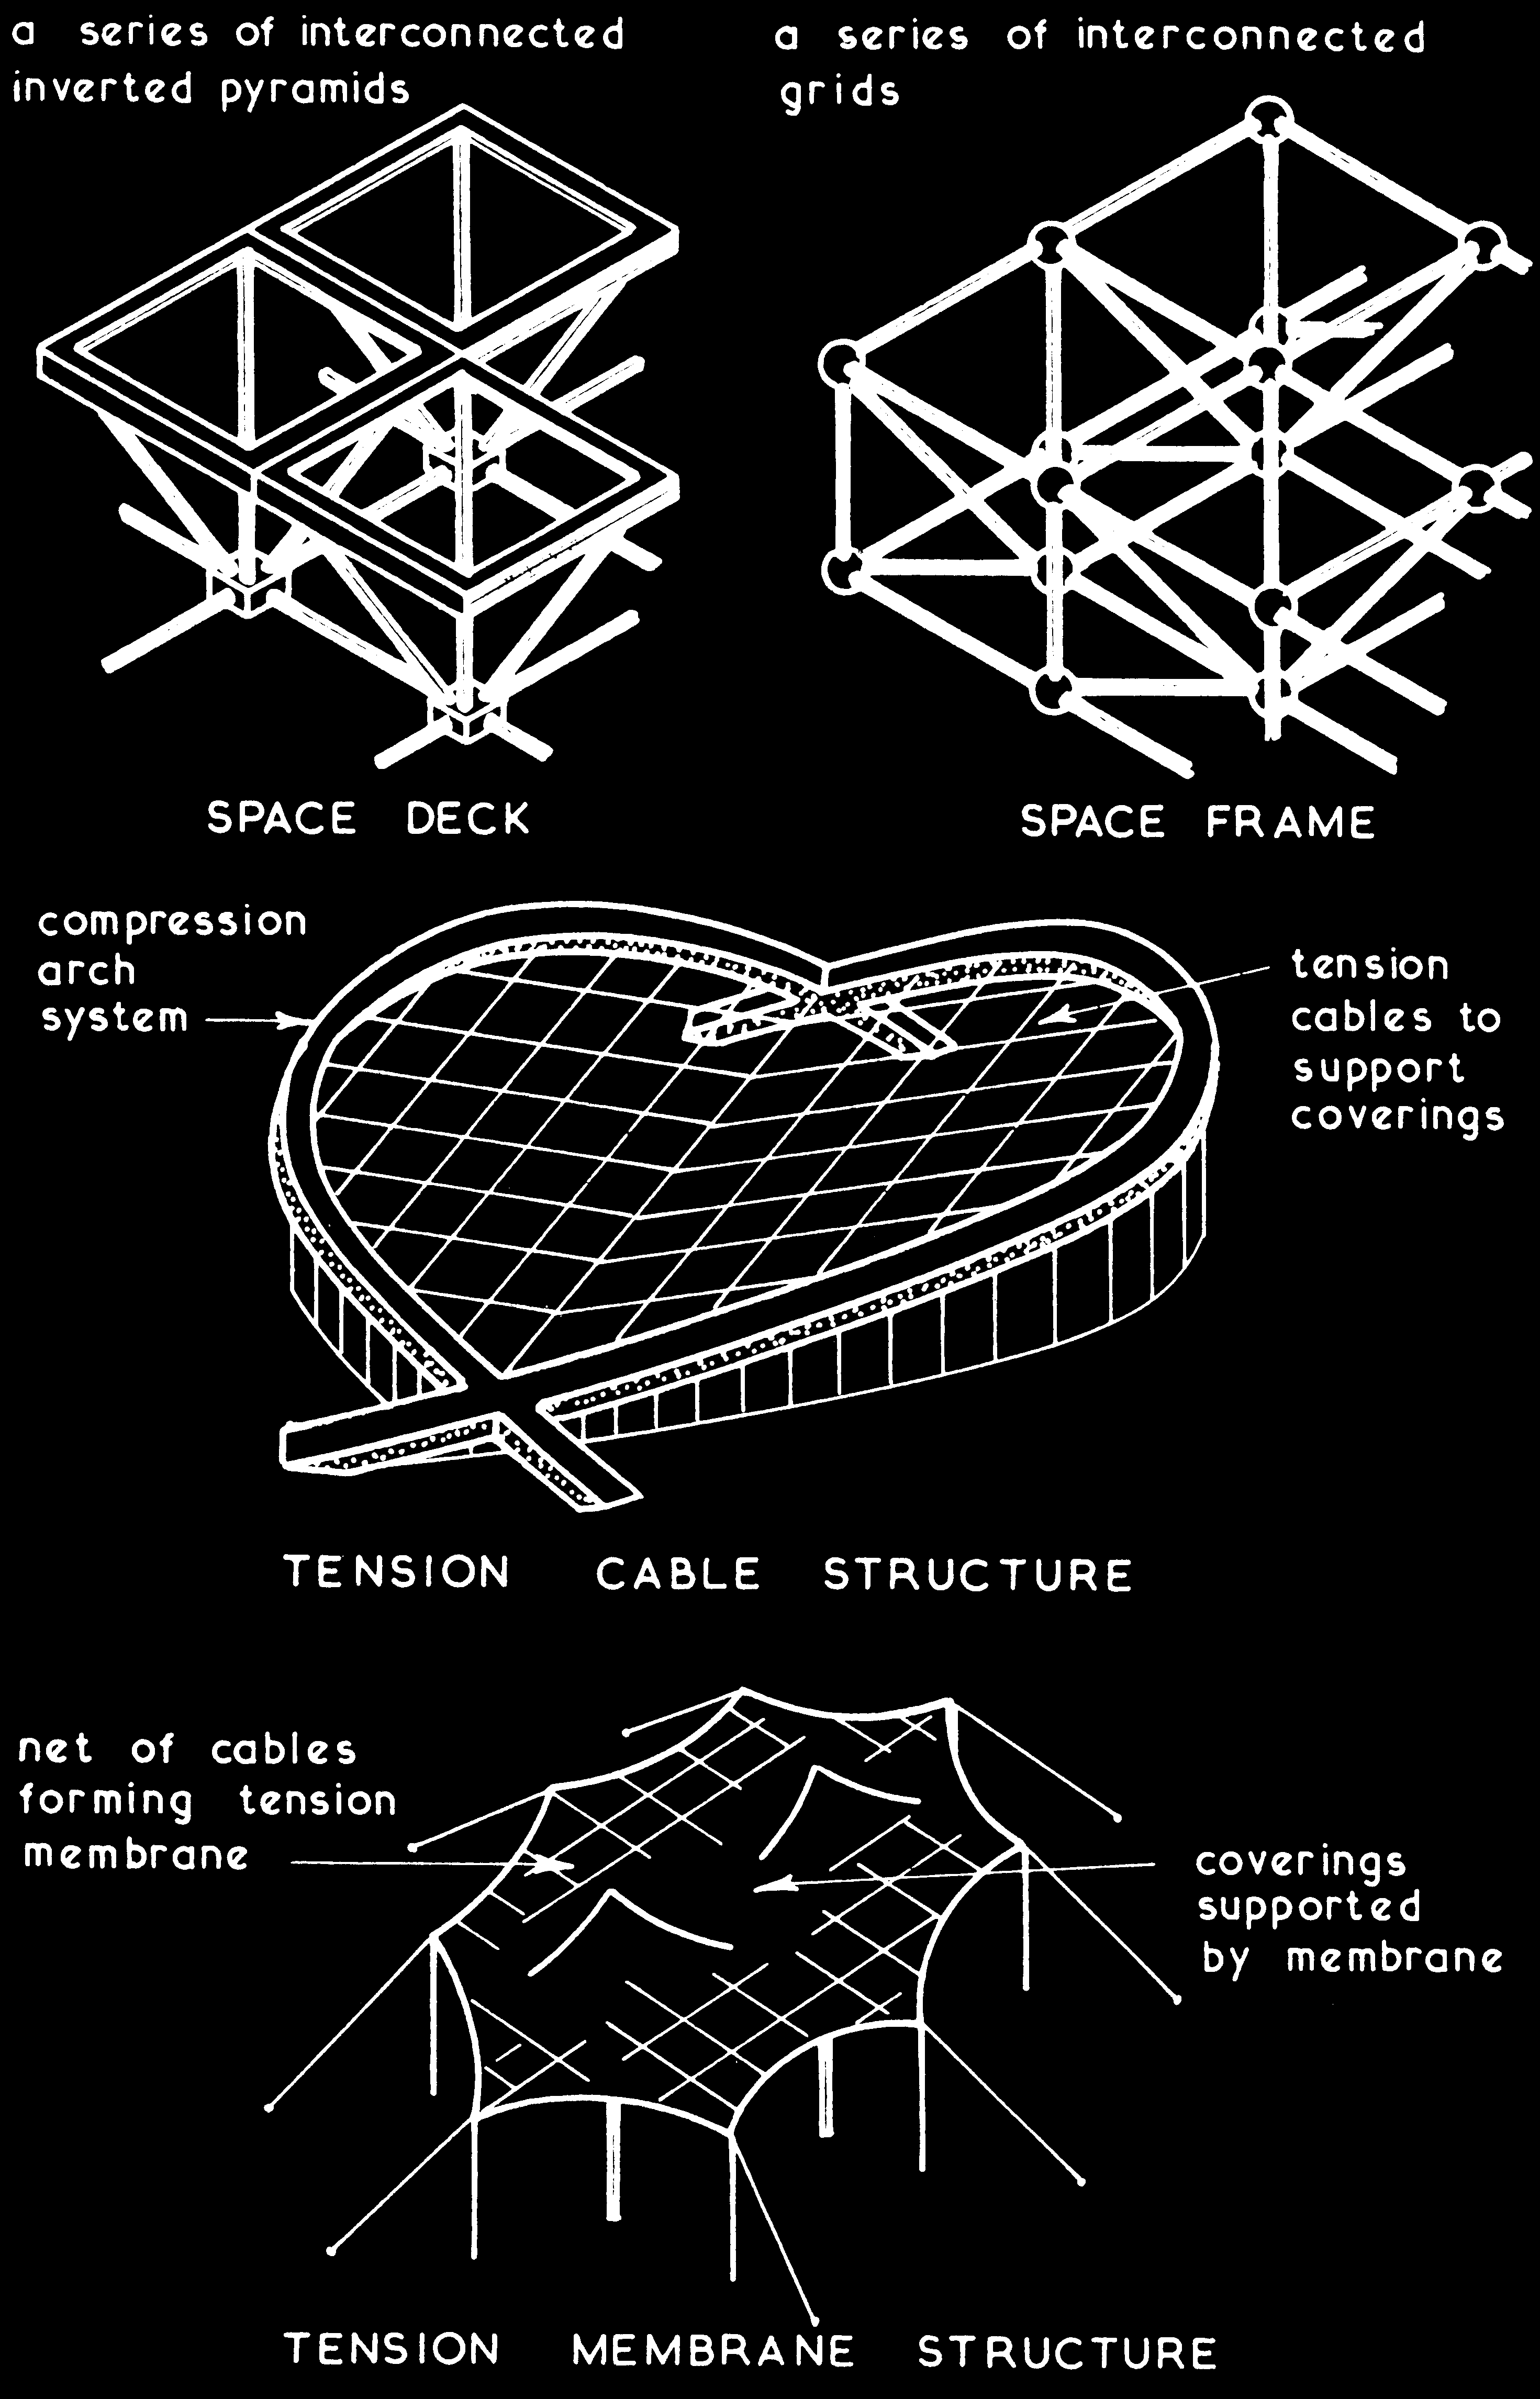 a series of interconnected
inverted pyramids
a series of interconnected
grids
SPACE DECK
SPACE FRAME
compression
arch
system
tension
cables to
support
coverings
TENSION CABLE STRUCTURE
net of cables
forming tension
membrane
coverings
supported
by membrane
TENSION MEMBRANE STRUCTURE